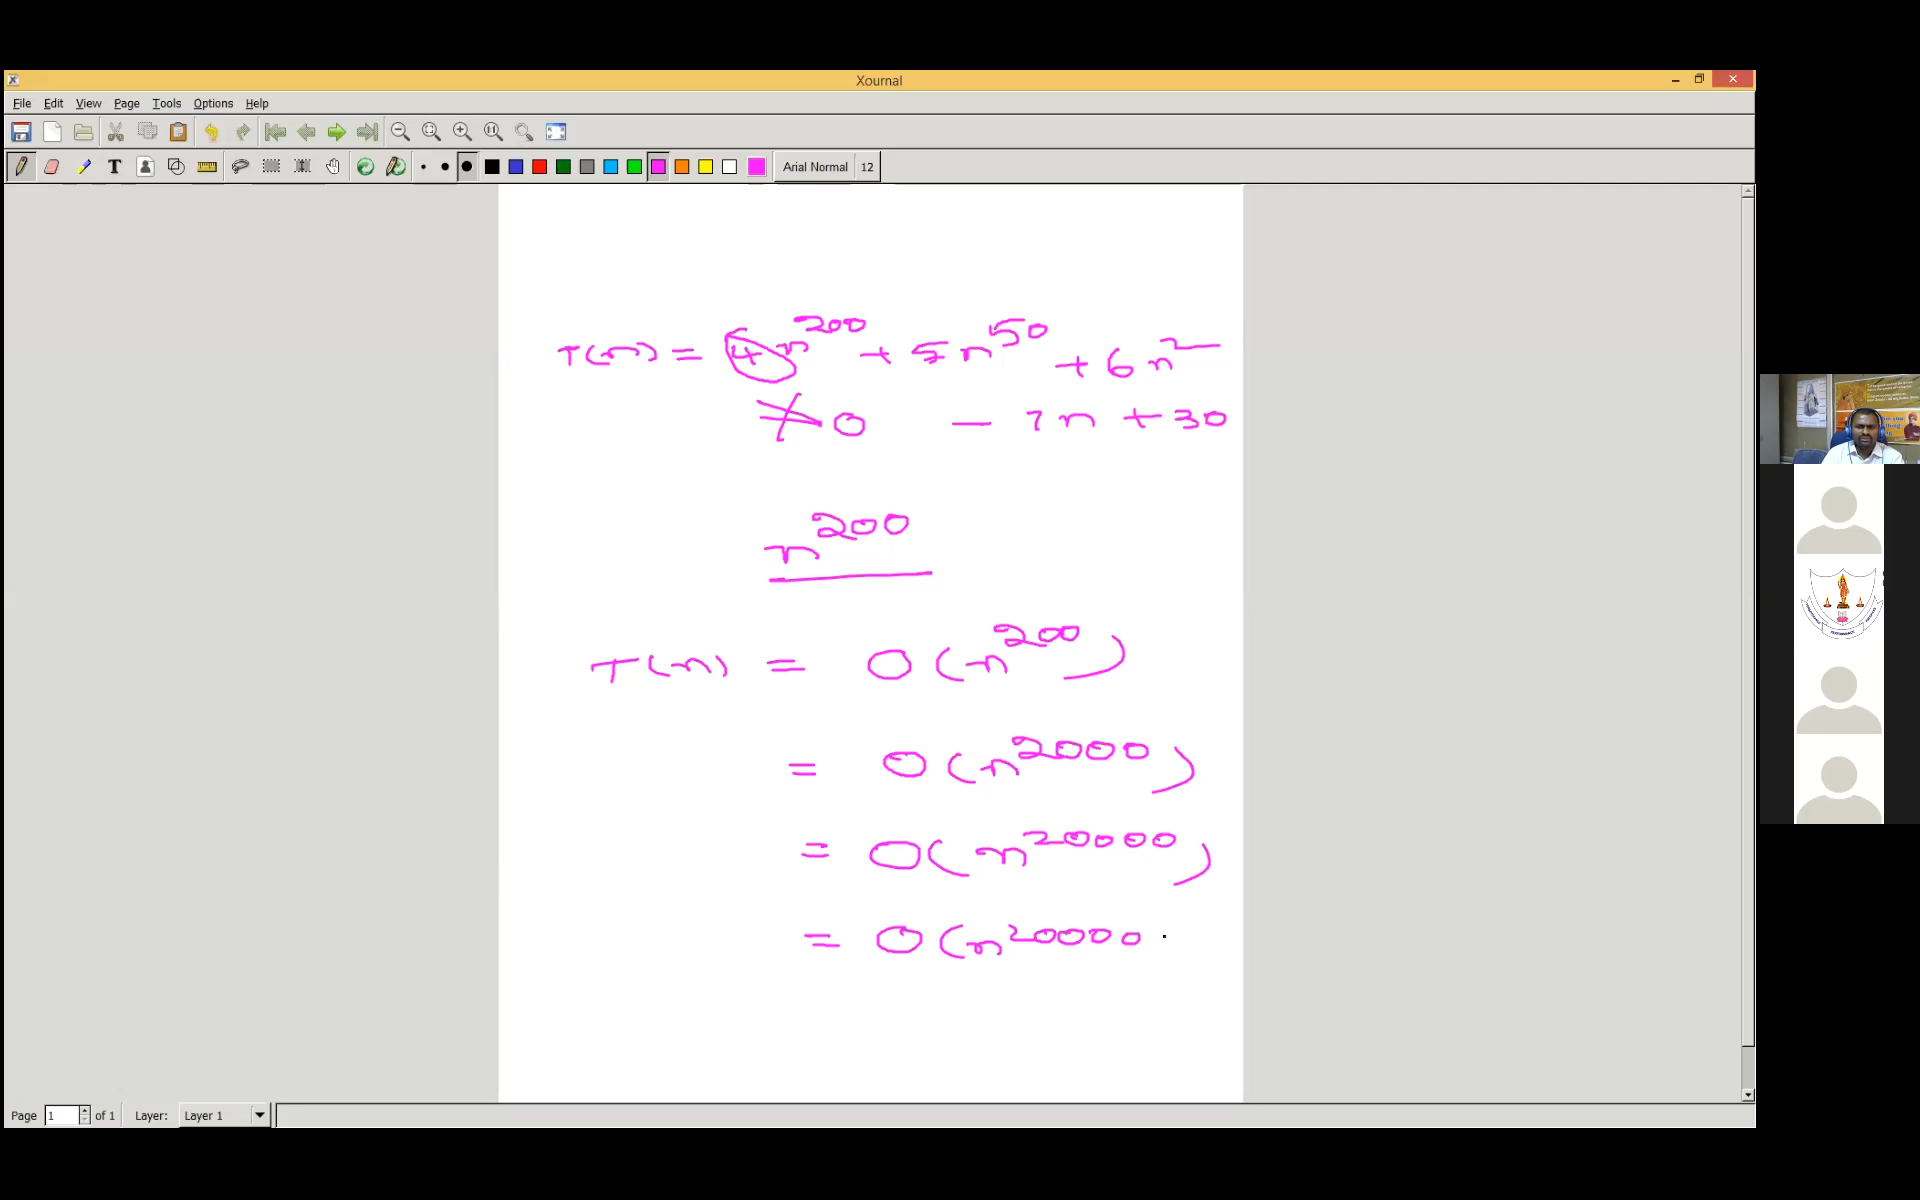 Xournal
File Edit View Page Tools Options Help
T Arial Normal 12
T(n) = 4n^200 + 5n^50 + 6n^2
≠ 0 - 7n + 30
n^200
T(n) = O(n^200)
= O(n^2000)
= O(n^20000)
= O(n^20000
Page 1 of 1 Layer: Layer 1